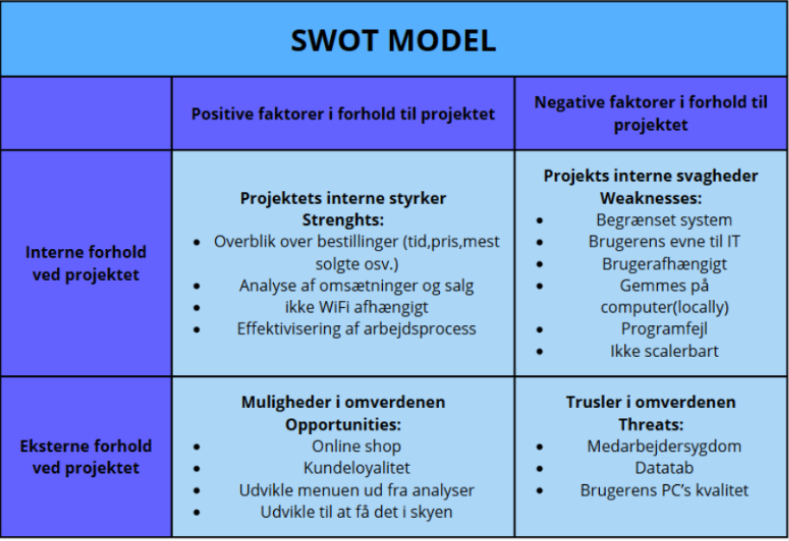 SWOT MODEL
Positive faktorer i forhold til projektet
Negative faktorer i forhold til
projektet
Interne forhold
ved projektet
Projektets interne styrker
Strenghts:
• Overblik over bestillinger (tid,pris,mest
solgte osv.)
• Analyse af omsætninger og salg
• ikke WiFi afhængigt
• Effektivisering af arbejdsprocess
Projekts interne svagheder
Weaknesses:
• Begrænset system
• Brugerens evne til IT
• Brugerafhængigt
• Gemmes på
computer(locally)
• Programfejl
• Ikke scalerbart
Eksterne forhold
ved projektet
Muligheder i omverdenen
Opportunities:
• Online shop
• Kundeloyalitet
• Udvikle menuen ud fra analyser
• Udvikle til at få det i skyen
Trusler i omverdenen
Threats:
• Medarbejdersygdom
• Datatab
• Brugerens PC's kvalitet